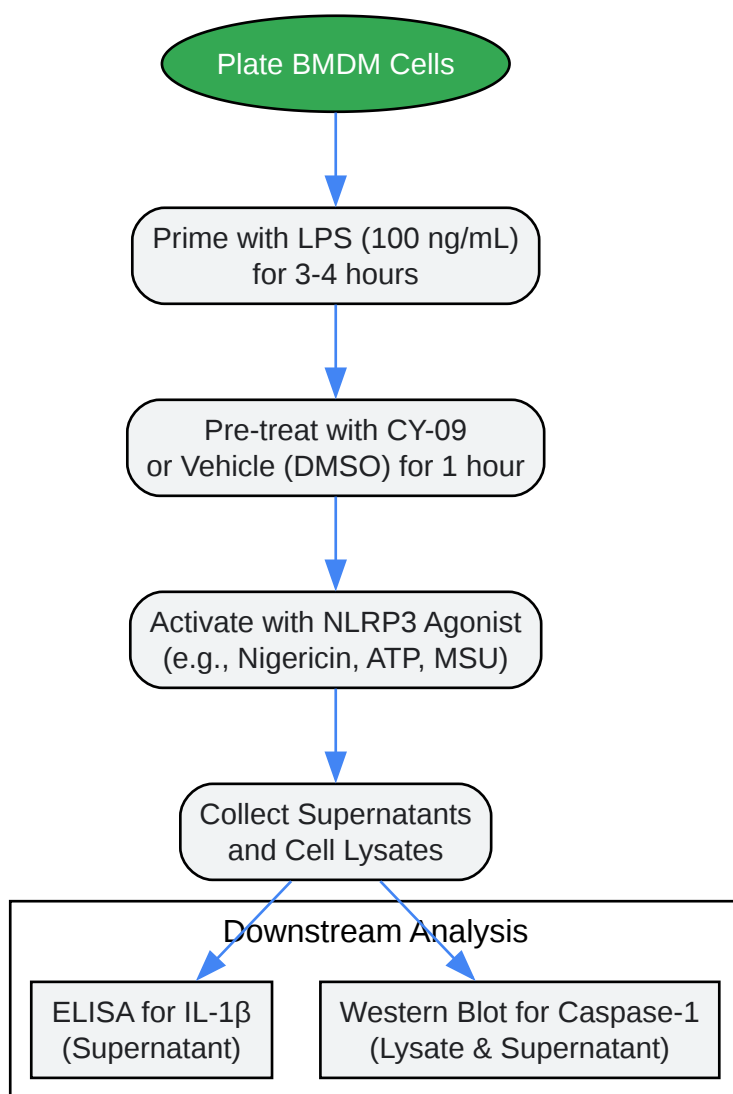 Plate BMDM Cells
Prime with LPS (100 ng/mL)
for 3-4 hours
Pre-treat with CY-09
or Vehicle (DMSO) for 1 hour
Activate with NLRP3 Agonist
(e.g., Nigericin, ATP, MSU)
Collect Supernatants
and Cell Lysates
Downstream Analysis
ELISA for IL-1β
(Supernatant)
Western Blot for Caspase-1
(Lysate & Supernatant)